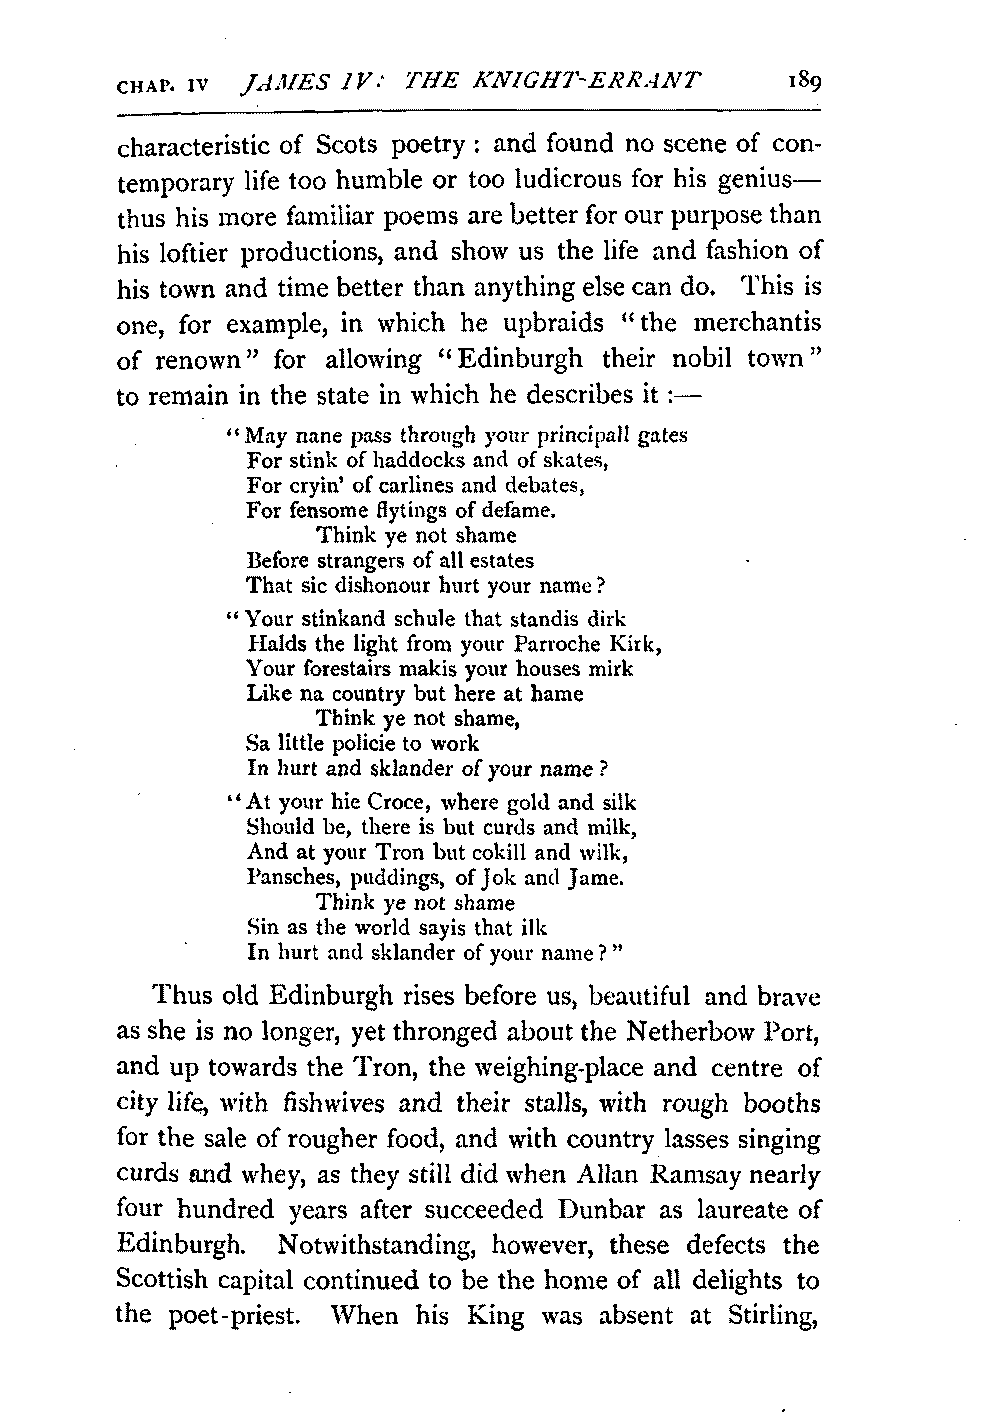 CHAP. IV JAMES IV: THE KNIGHT-ERRANT 189
characteristic of Scots poetry: and found no scene of con-
temporary life too humble or too ludicrous for his genius—
thus his more familiar poems are better for our purpose than
his loftier productions, and show us the life and fashion of
his town and time better than anything else can do. This is
one, for example, in which he upbraids "the merchantis
of renown" for allowing "Edinburgh their nobil town"
to remain in the state in which he describes it:—
"May nane pass through your principall gates
For stink of haddocks and of skates,
For cryin' of carlines and debates,
For fensome flytings of defame.
Think ye not shame
Before strangers of all estates
That sic dishonour hurt your name?
"Your stinkand schule that standis dirk
Halds the light from your Parroche Kirk,
Your forestairs makis your houses mirk
Like na country but here at hame
Think ye not shame,
Sa little policie to work
In hurt and sklander of your name?
"At your hie Croce, where gold and silk
Should be, there is but curds and milk,
And at your Tron but cokill and wilk,
Pansches, puddings, of Jok and Jame.
Think ye not shame
Sin as the world sayis that ilk
In hurt and sklander of your name?"
Thus old Edinburgh rises before us, beautiful and brave
as she is no longer, yet thronged about the Netherbow Port,
and up towards the Tron, the weighing-place and centre of
city life, with fishwives and their stalls, with rough booths
for the sale of rougher food, and with country lasses singing
curds and whey, as they still did when Allan Ramsay nearly
four hundred years after succeeded Dunbar as laureate of
Edinburgh. Notwithstanding, however, these defects the
Scottish capital continued to be the home of all delights to
the poet-priest. When his King was absent at Stirling,